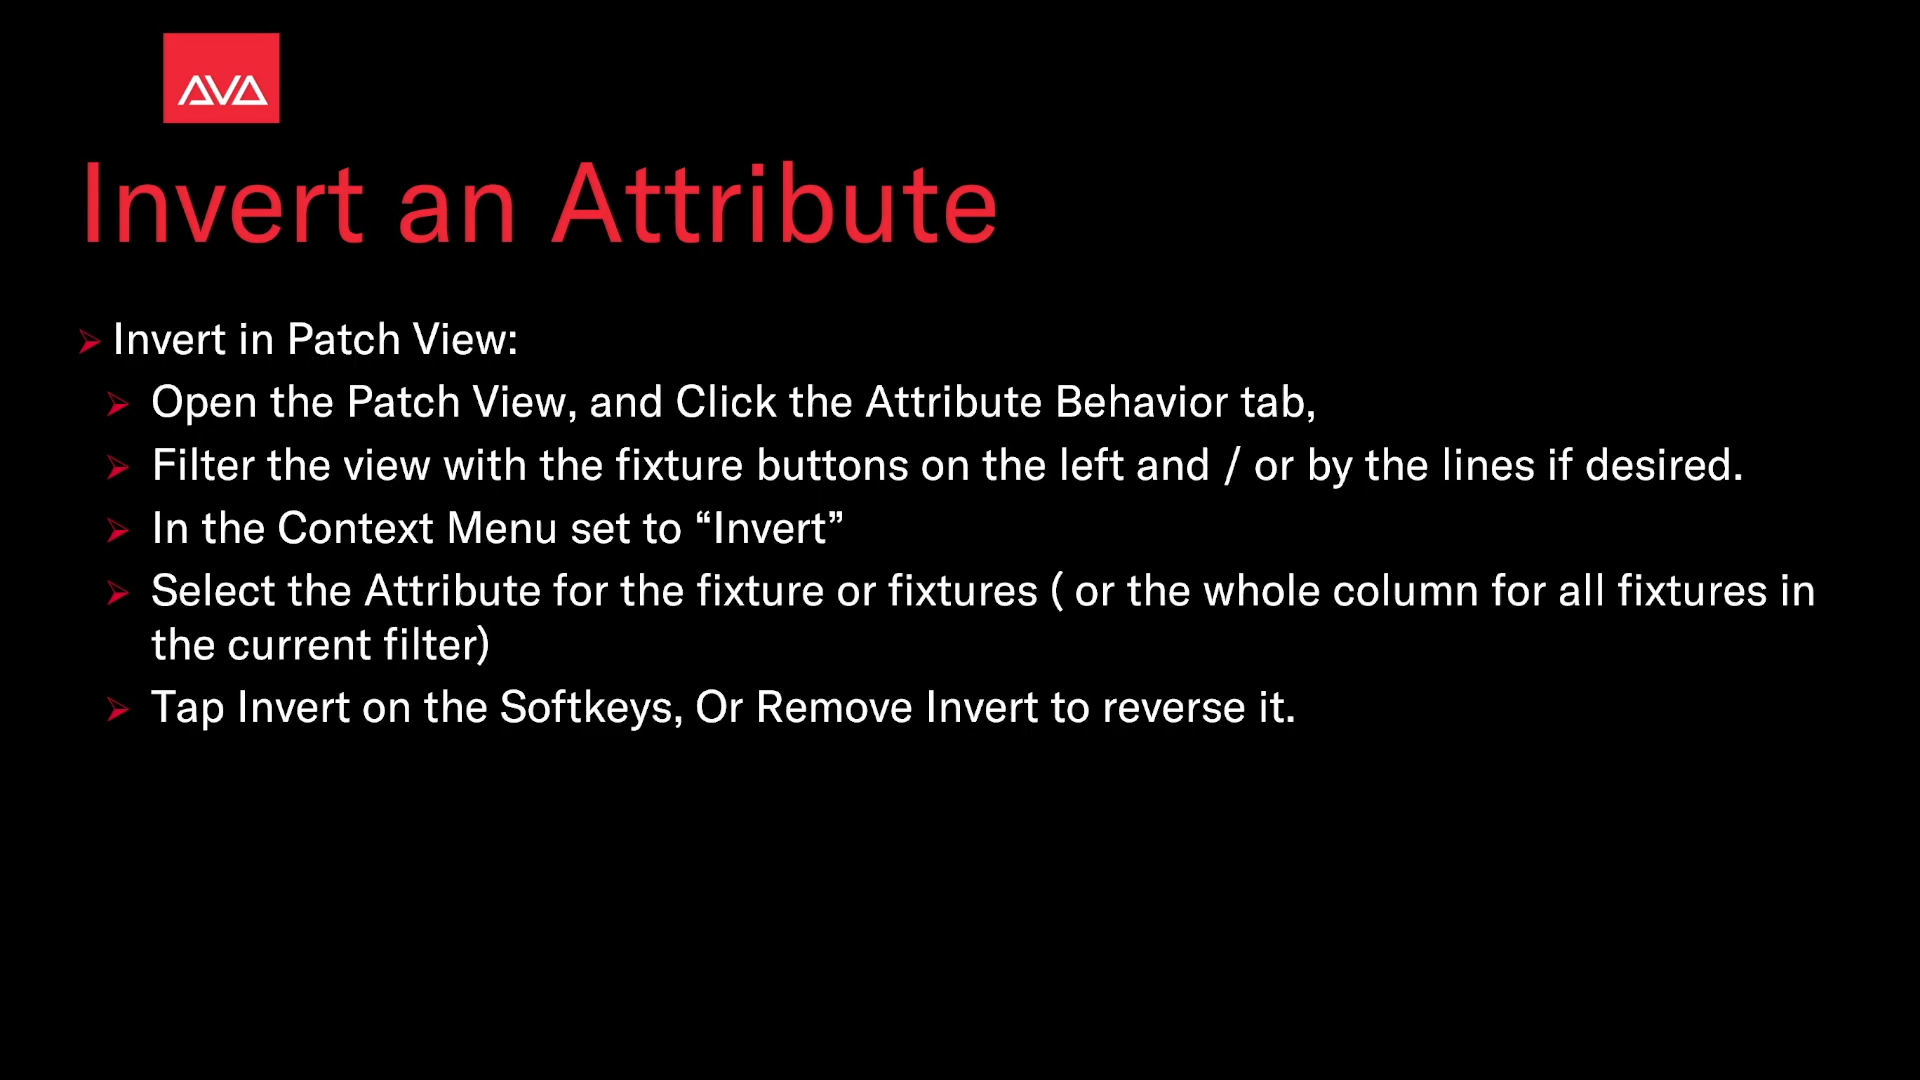 AVA
Invert an Attribute
Invert in Patch View:
Open the Patch View, and Click the Attribute Behavior tab,
Filter the view with the fixture buttons on the left and / or by the lines if desired.
In the Context Menu set to “Invert”
Select the Attribute for the fixture or fixtures ( or the whole column for all fixtures in
the current filter)
Tap Invert on the Softkeys, Or Remove Invert to reverse it.